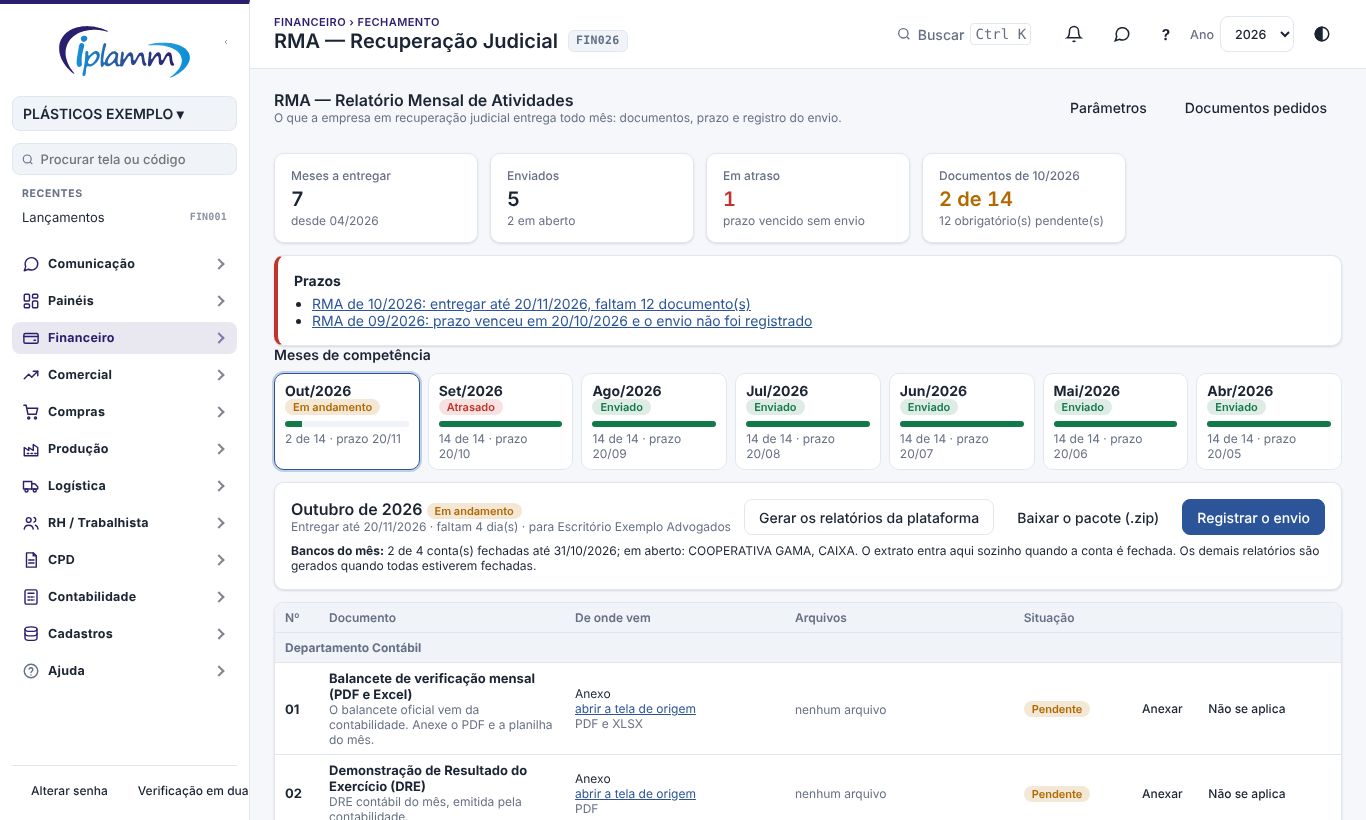 iplamm
‹
PLÁSTICOS EXEMPLO ▾
Procurar tela ou código
RECENTES
Lançamentos FIN001
Comunicação
Painéis
Financeiro
Comercial
Compras
Produção
Logística
RH / Trabalhista
CPD
Contabilidade
Cadastros
Ajuda
Alterar senha Verificação em dua
FINANCEIRO › FECHAMENTO
RMA — Recuperação Judicial FIN026
Buscar Ctrl K ? Ano 2026
RMA — Relatório Mensal de Atividades
O que a empresa em recuperação judicial entrega todo mês: documentos, prazo e registro do envio.
Parâmetros Documentos pedidos
Meses a entregar
7
desde 04/2026
Enviados
5
2 em aberto
Em atraso
1
prazo vencido sem envio
Documentos de 10/2026
2 de 14
12 obrigatório(s) pendente(s)
Prazos
• RMA de 10/2026: entregar até 20/11/2026, faltam 12 documento(s)
• RMA de 09/2026: prazo venceu em 20/10/2026 e o envio não foi registrado
Meses de competência
Out/2026
Em andamento
2 de 14 · prazo 20/11
Set/2026
Atrasado
14 de 14 · prazo
20/10
Ago/2026
Enviado
14 de 14 · prazo
20/09
Jul/2026
Enviado
14 de 14 · prazo
20/08
Jun/2026
Enviado
14 de 14 · prazo
20/07
Mai/2026
Enviado
14 de 14 · prazo
20/06
Abr/2026
Enviado
14 de 14 · prazo
20/05
Outubro de 2026 Em andamento
Entregar até 20/11/2026 · faltam 4 dia(s) · para Escritório Exemplo Advogados
Gerar os relatórios da plataforma Baixar o pacote (.zip) Registrar o envio
Bancos do mês: 2 de 4 conta(s) fechadas até 31/10/2026; em aberto: COOPERATIVA GAMA, CAIXA. O extrato entra aqui sozinho quando a conta é fechada. Os demais relatórios são
gerados quando todas estiverem fechadas.
Nº Documento De onde vem Arquivos Situação
Departamento Contábil
01
Balancete de verificação mensal
(PDF e Excel)
O balancete oficial vem da
contabilidade. Anexe o PDF e a planilha
do mês.
Anexo
abrir a tela de origem
PDF e XLSX
nenhum arquivo
Pendente Anexar Não se aplica
02
Demonstração de Resultado do
Exercício (DRE)
DRE contábil do mês, emitida pela
contabilidade.
Anexo
abrir a tela de origem
PDF
nenhum arquivo
Pendente Anexar Não se aplica